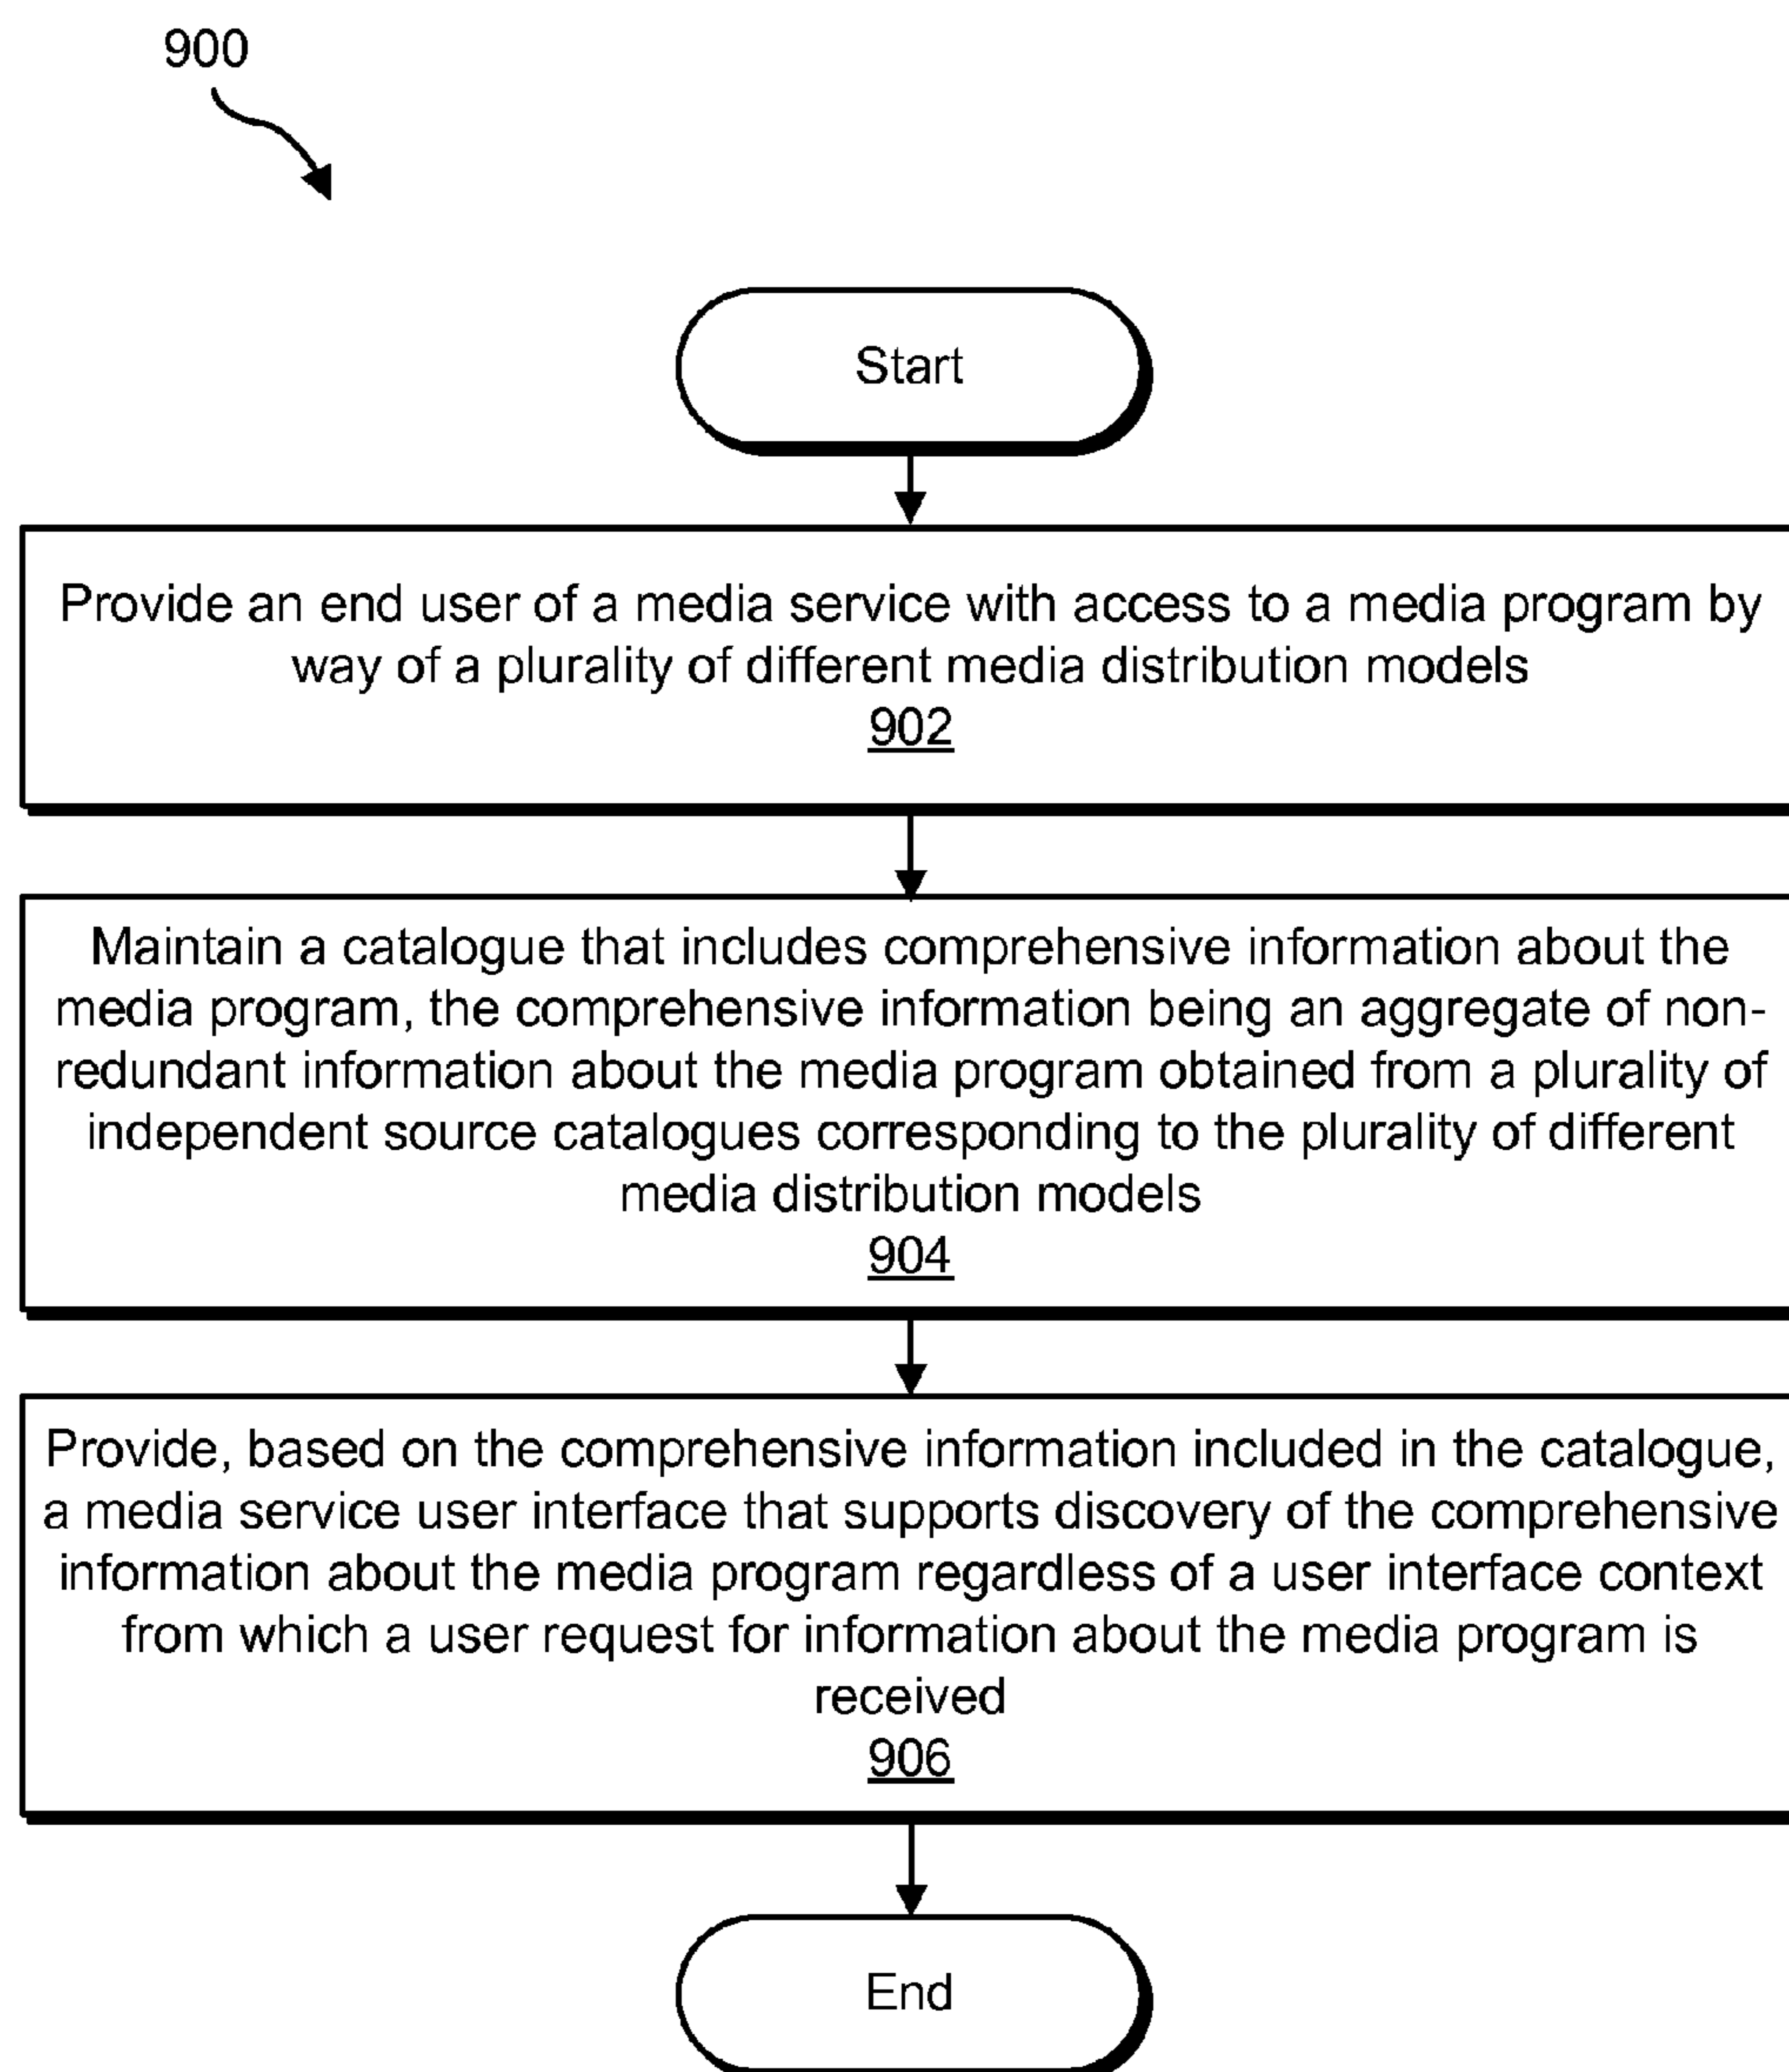 900
Start
Provide an end user of a media service with access to a media program by
way of a plurality of different media distribution models
902
Maintain a catalogue that includes comprehensive information about the
media program, the comprehensive information being an aggregate of non-
redundant information about the media program obtained from a plurality of
independent source catalogues corresponding to the plurality of different
media distribution models
904
Provide, based on the comprehensive information included in the catalogue,
a media service user interface that supports discovery of the comprehensive
information about the media program regardless of a user interface context
from which a user request for information about the media program is
received
906
End